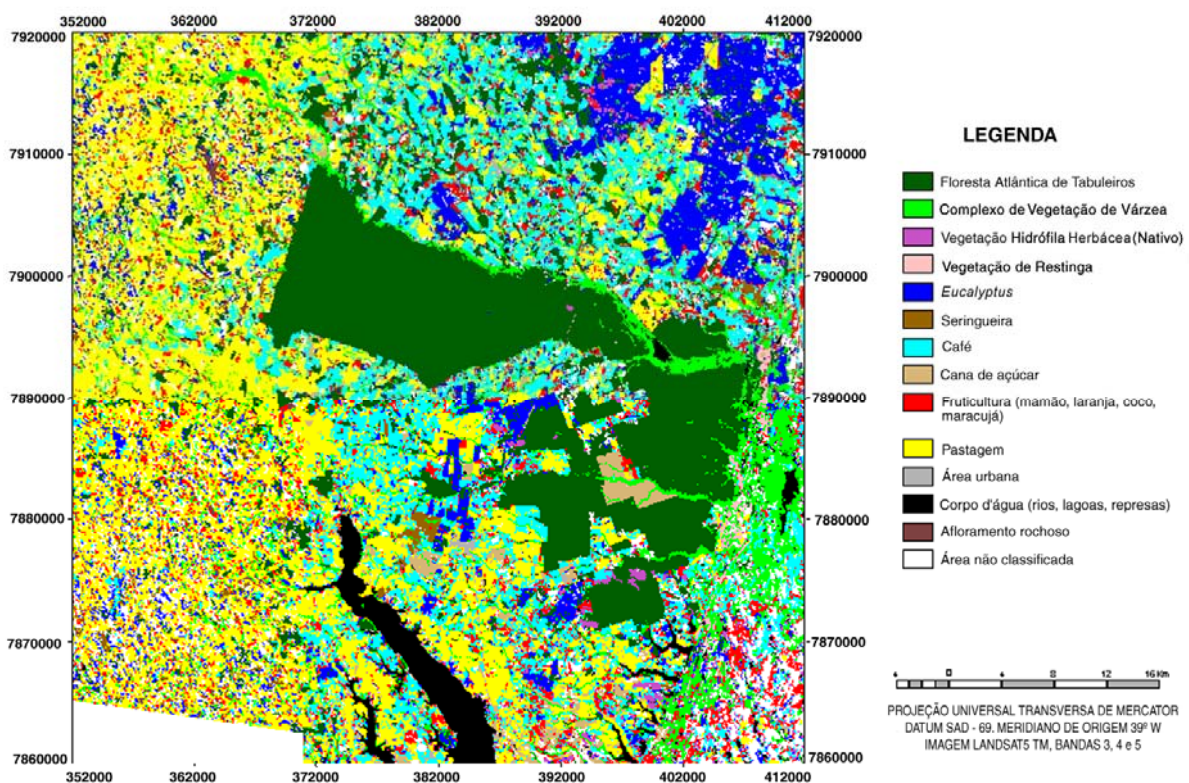 352000 362000 372000 382000 392000 402000 412000
7920000 7920000
7910000 7910000
7900000 7900000
7890000 7890000
7880000 7880000
7870000 7870000
7860000 7860000
352000 362000 372000 382000 392000 402000 412000
LEGENDA
Floresta Atlântica de Tabuleiros
Complexo de Vegetação de Várzea
Vegetação Hidrófila Herbácea (Nativo)
Vegetação de Restinga
Eucalyptus
Seringueira
Café
Cana de açúcar
Fruticultura (mamão, laranja, coco,
maracujá)
Pastagem
Área urbana
Corpo d'água (rios, lagoas, represas)
Afloramento rochoso
Área não classificada
4 0 4 8 12 16 Km
PROJEÇÃO UNIVERSAL TRANSVERSA DE MERCATOR
DATUM SAD - 69. MERIDIANO DE ORIGEM 39º W
IMAGEM LANDSAT5 TM, BANDAS 3, 4 e 5